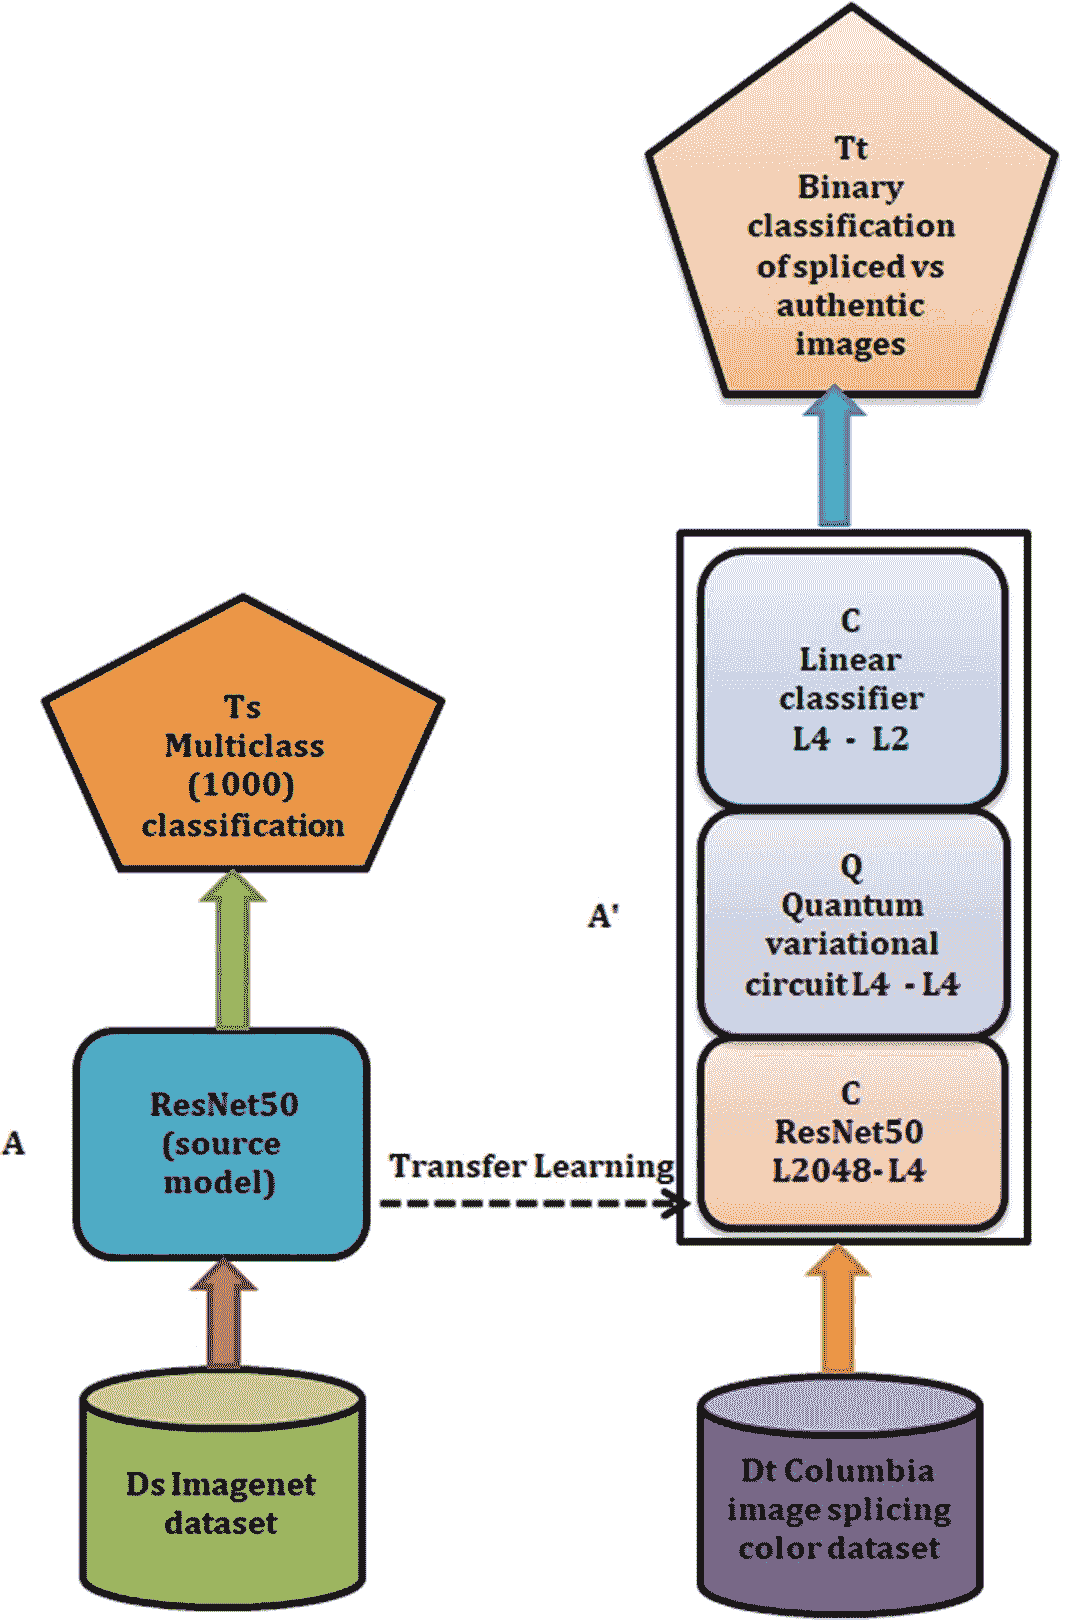 Tt
Binary
classification
of spliced vs
authentic
images
C
Linear
classifier
L4 - L2
Ts
Multiclass
(1000)
classification
Q
Quantum
variational
circuit L4 - L4
A'
C
ResNet50
L2048- L4
ResNet50
(source
model)
A
Transfer Learning
Ds Imagenet
dataset
Dt Columbia
image splicing
color dataset